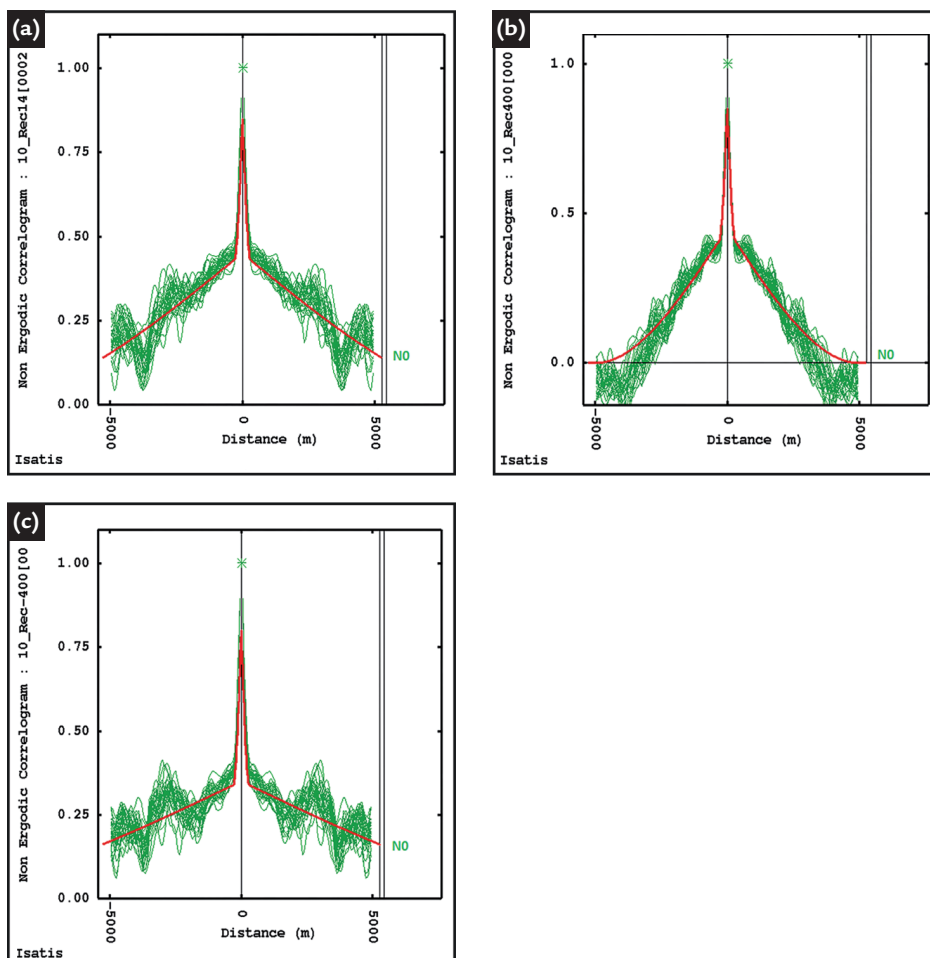 (a)
Non Ergodic Correlogram : 10_Rec14[0002
1.00
0.75
0.50
0.25
0.00
-5000
0
5000
N0
Distance (m)
Isatis
(b)
Non Ergodic Correlogram : 10_Rec400[000
1.0
0.5
0.0
-5000
0
5000
N0
Distance (m)
Isatis
(c)
Non Ergodic Correlogram : 10_Rec-400[00
1.00
0.75
0.50
0.25
0.00
-5000
0
5000
N0
Distance (m)
Isatis